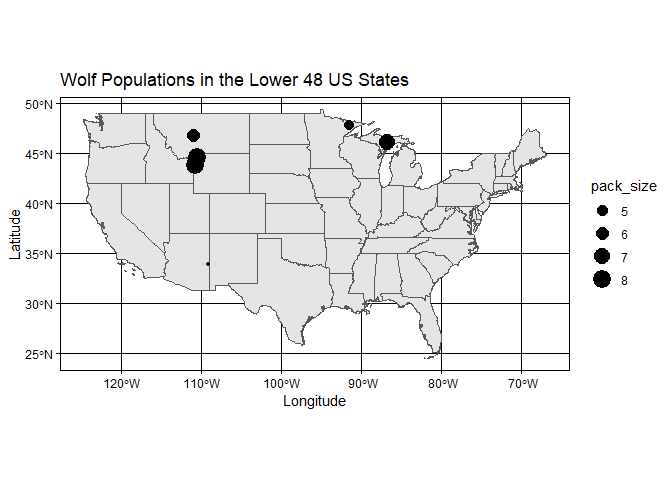 Wolf Populations in the Lower 48 US States
50°N
45°N
40°N
35°N
30°N
25°N
Latitude
120°W 110°W 100°W 90°W 80°W 70°W
Longitude
pack_size
5
6
7
8